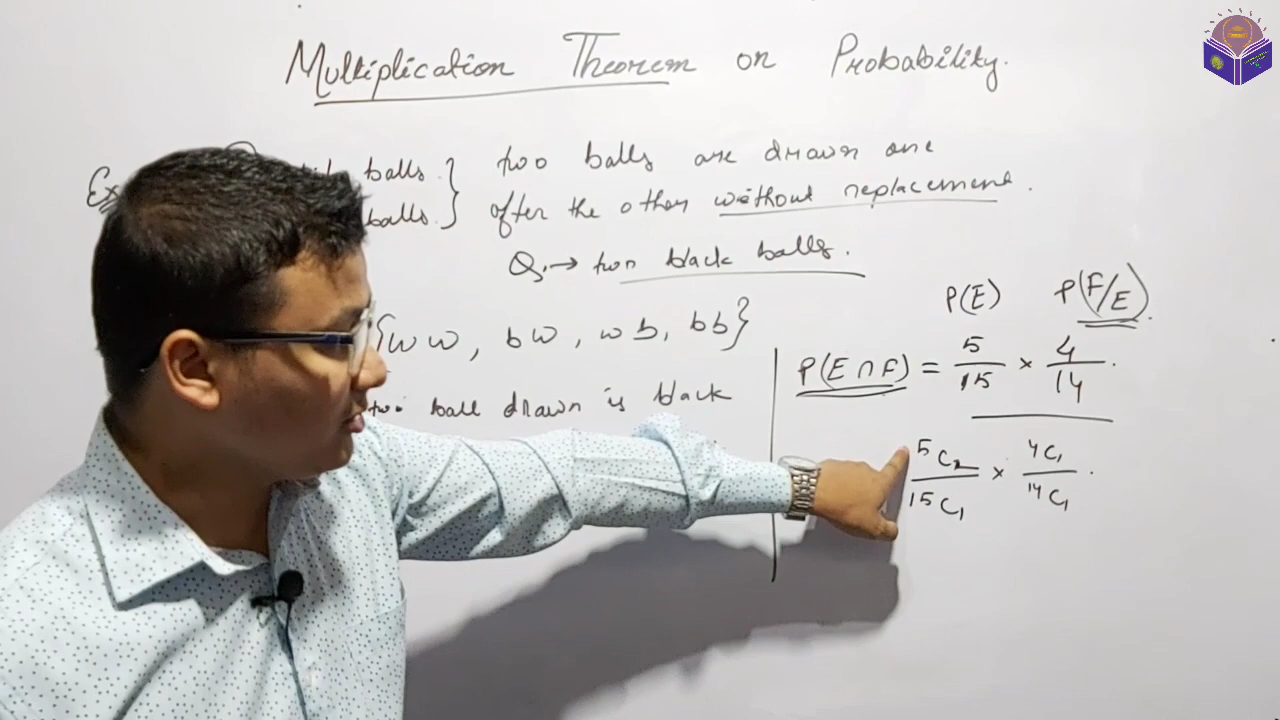 Multiplication Theorem on Probability.
balls. } two balls are drawn one
balls. after the other without replacement.
Q. → two black balls.
{ww, bw, wb, bb}
ball drawn is black
P(E) P(F/E).
P(E ∩ F) = 5/15 × 4/14.
5C /15C₁ × 4C₁/14C₁.